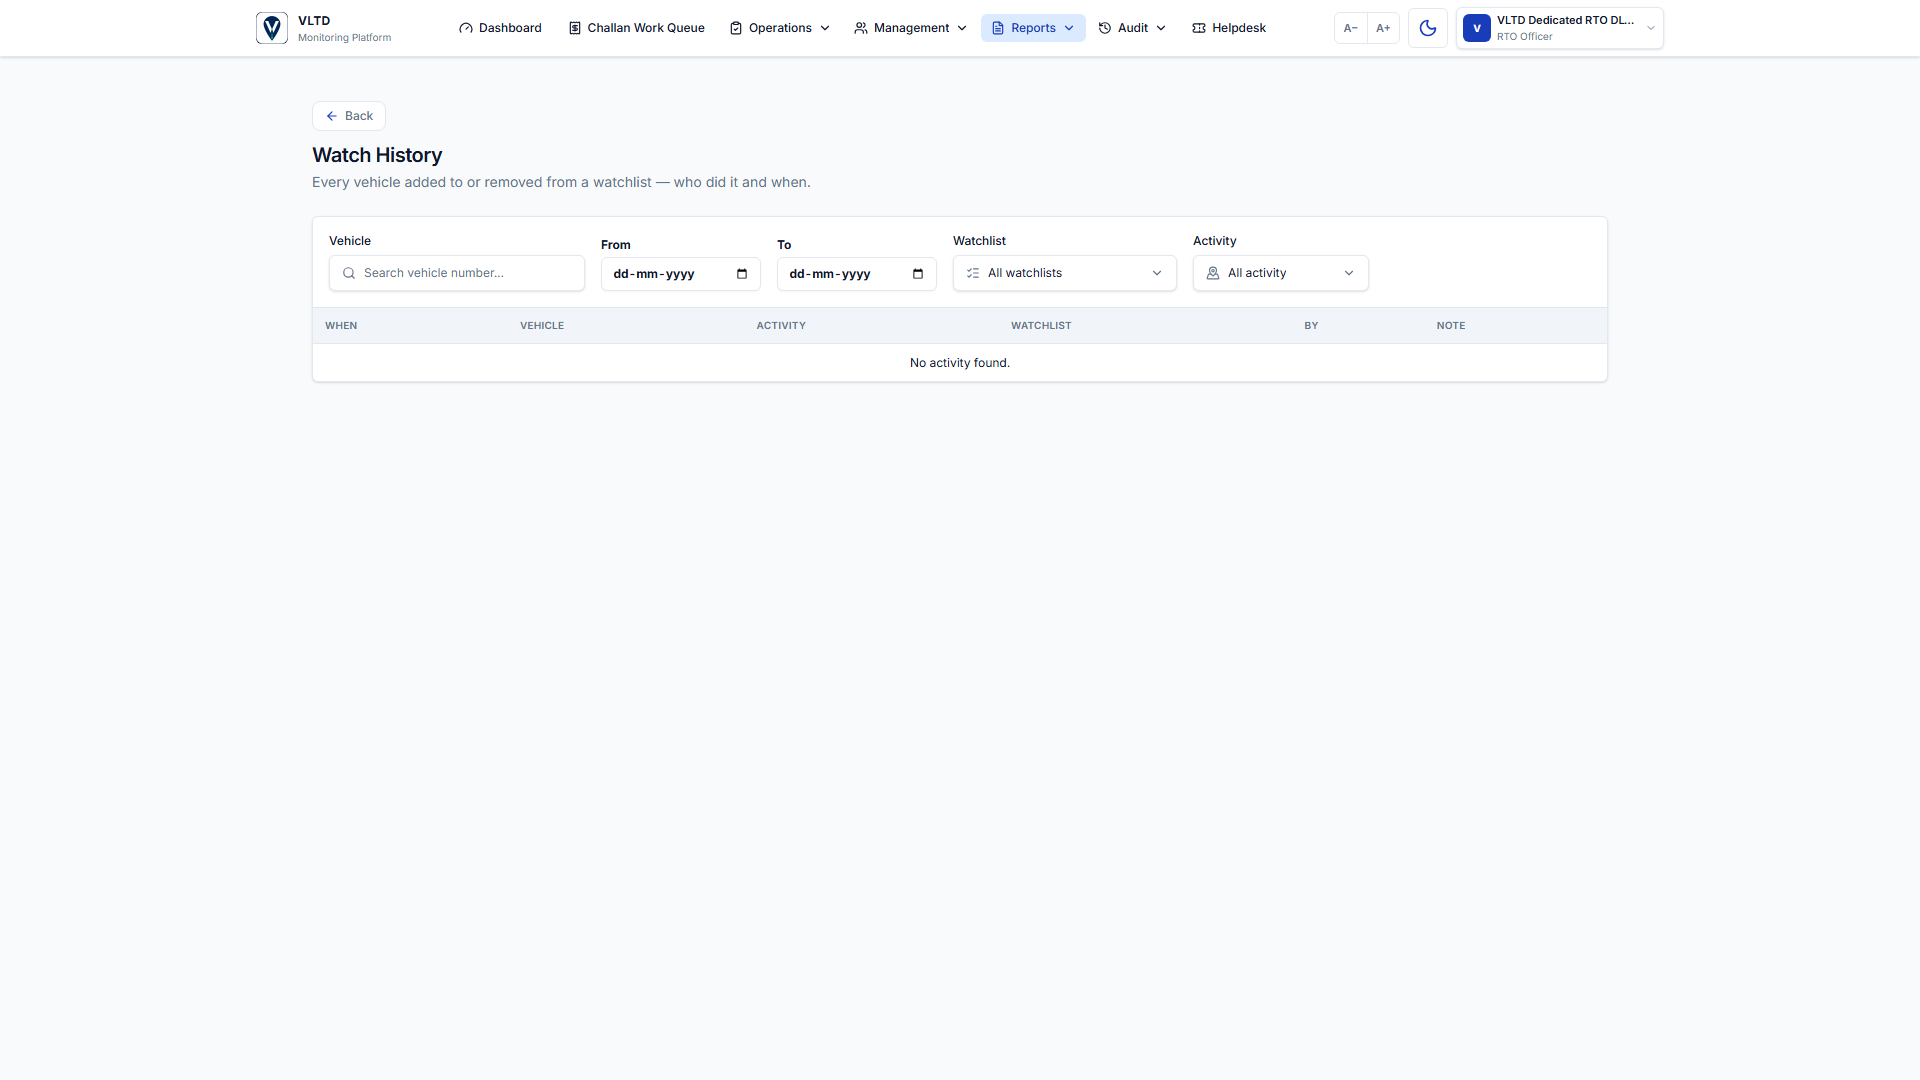 VLTD
Monitoring Platform
Dashboard
Challan Work Queue
Operations
Management
Reports
Audit
Helpdesk
A−
A+
V
VLTD Dedicated RTO DL...
RTO Officer
Back
Watch History
Every vehicle added to or removed from a watchlist — who did it and when.
Vehicle
Search vehicle number...
From
dd-mm-yyyy
To
dd-mm-yyyy
Watchlist
All watchlists
Activity
All activity
WHEN VEHICLE ACTIVITY WATCHLIST BY NOTE
No activity found.